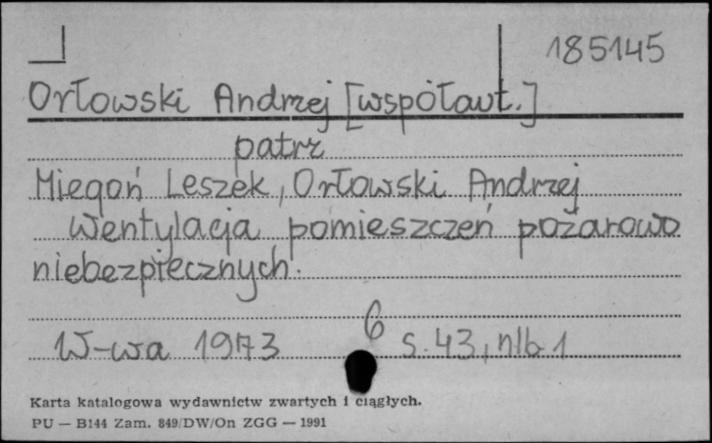 185145
Orłowski Andrzej [współaut.]
patrz
Miegoń Leszek, Orłowski Andrzej
Wentylacja pomieszczeń pożarowo
niebezpiecznych.
6
W-wa 1973 s. 43, nlb 1
Karta katalogowa wydawnictw zwartych i ciągłych.
PU — B144 Zam. 849/DW/On ZGG — 1991